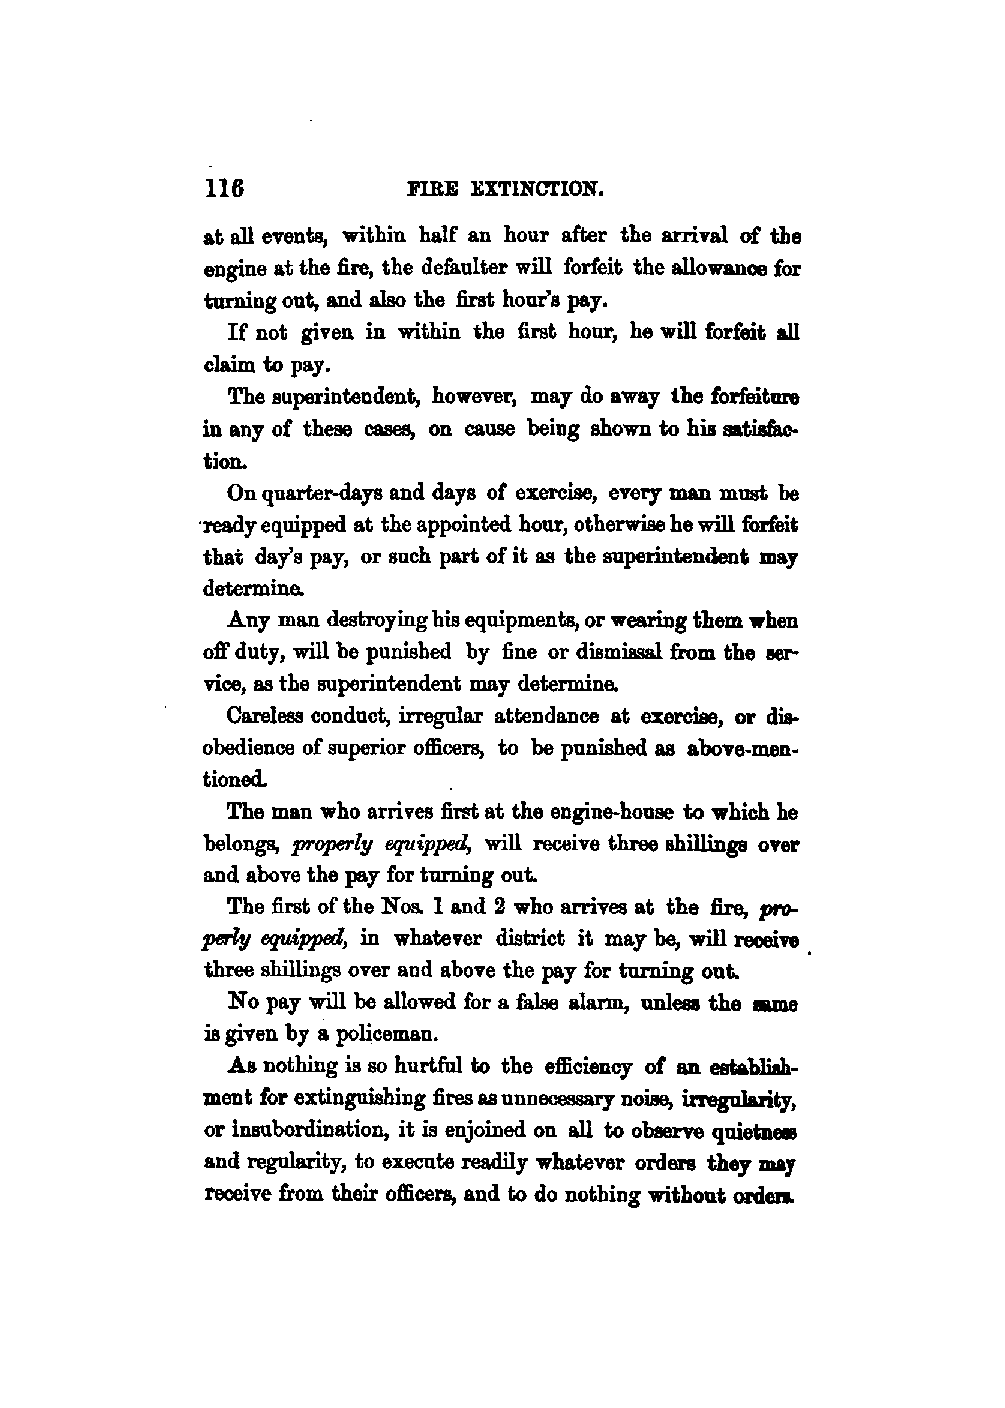 116 FIRE EXTINCTION.
at all events, within half an hour after the arrival of the
engine at the fire, the defaulter will forfeit the allowance for
turning out, and also the first hour's pay.
If not given in within the first hour, he will forfeit all
claim to pay.
The superintendent, however, may do away the forfeiture
in any of these cases, on cause being shown to his satisfac-
tion.
On quarter-days and days of exercise, every man must be
ready equipped at the appointed hour, otherwise he will forfeit
that day's pay, or such part of it as the superintendent may
determine.
Any man destroying his equipments, or wearing them when
off duty, will be punished by fine or dismissal from the ser-
vice, as the superintendent may determine.
Careless conduct, irregular attendance at exercise, or dis-
obedience of superior officers, to be punished as above-men-
tioned.
The man who arrives first at the engine-house to which he
belongs, properly equipped, will receive three shillings over
and above the pay for turning out.
The first of the Nos. 1 and 2 who arrives at the fire, pro-
perly equipped, in whatever district it may be, will receive
three shillings over and above the pay for turning out.
No pay will be allowed for a false alarm, unless the same
is given by a policeman.
As nothing is so hurtful to the efficiency of an establish-
ment for extinguishing fires as unnecessary noise, irregularity,
or insubordination, it is enjoined on all to observe quietness
and regularity, to execute readily whatever orders they may
receive from their officers, and to do nothing without orders.